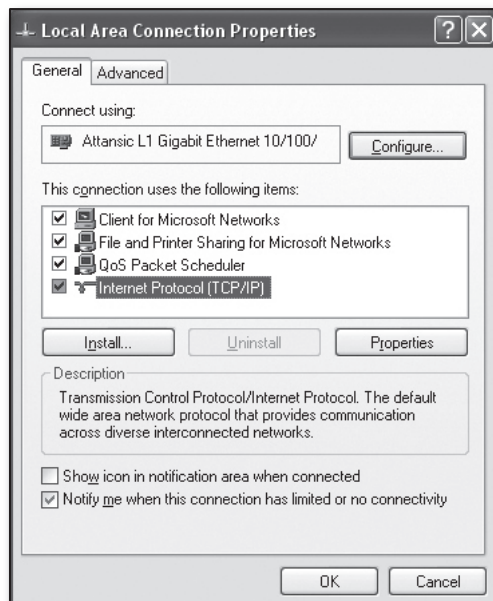 Local Area Connection Properties
General
Advanced
Connect using:
Attansic L1 Gigabit Ethernet 10/100/
Configure...
This connection uses the following items:
Client for Microsoft Networks
File and Printer Sharing for Microsoft Networks
QoS Packet Scheduler
Internet Protocol (TCP/IP)
Install...
Uninstall
Properties
Description
Transmission Control Protocol/Internet Protocol. The default
wide area network protocol that provides communication
across diverse interconnected networks.
Show icon in notification area when connected
Notify me when this connection has limited or no connectivity
OK
Cancel